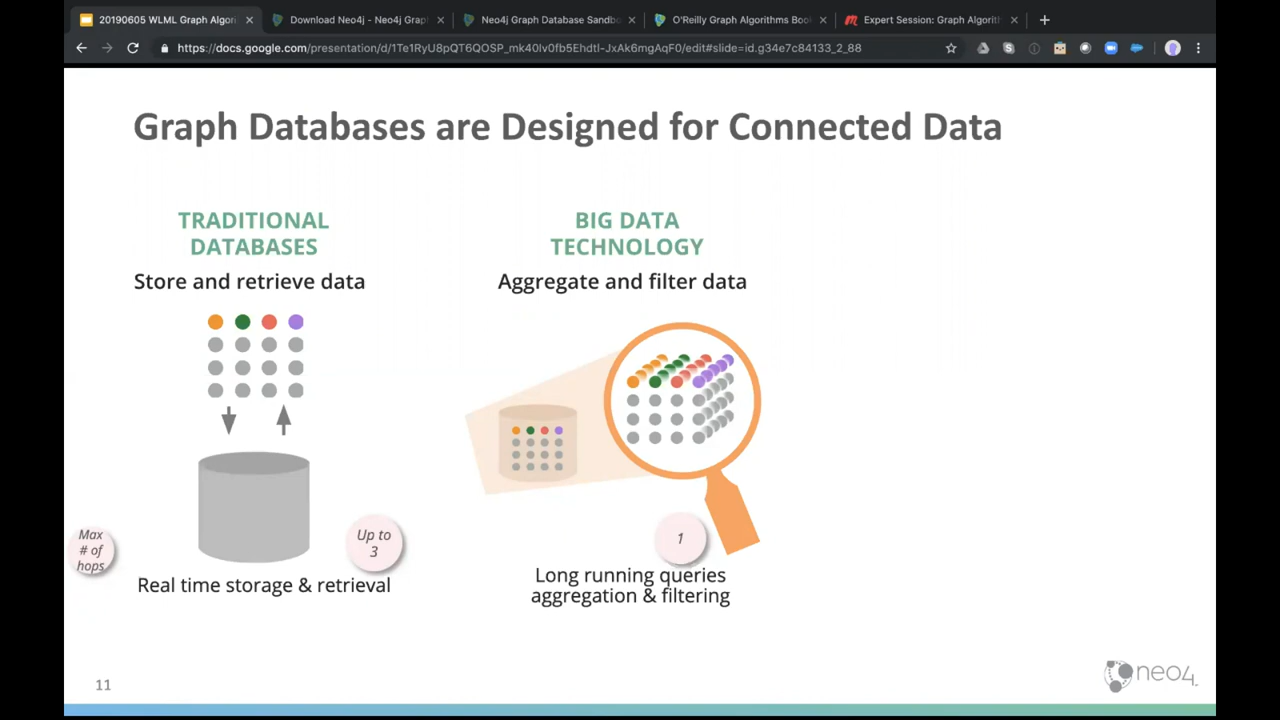 20190605 WLML Graph Algori
Download Neo4j - Neo4j Grap
Neo4j Graph Database Sandb
O'Reilly Graph Algorithms Boo
Expert Session: Graph Algorit
https://docs.google.com/presentation/d/1Te1RyU8pQT6QOSP_mk40lv0fb5Ehdtl-JxAk6mgAqF0/edit#slide=id.g34e7c84133_2_88
Graph Databases are Designed for Connected Data
TRADITIONAL
DATABASES
Store and retrieve data
Max
# of
hops
Up to
3
Real time storage & retrieval
BIG DATA
TECHNOLOGY
Aggregate and filter data
1
Long running queries
aggregation & filtering
11
neo4j